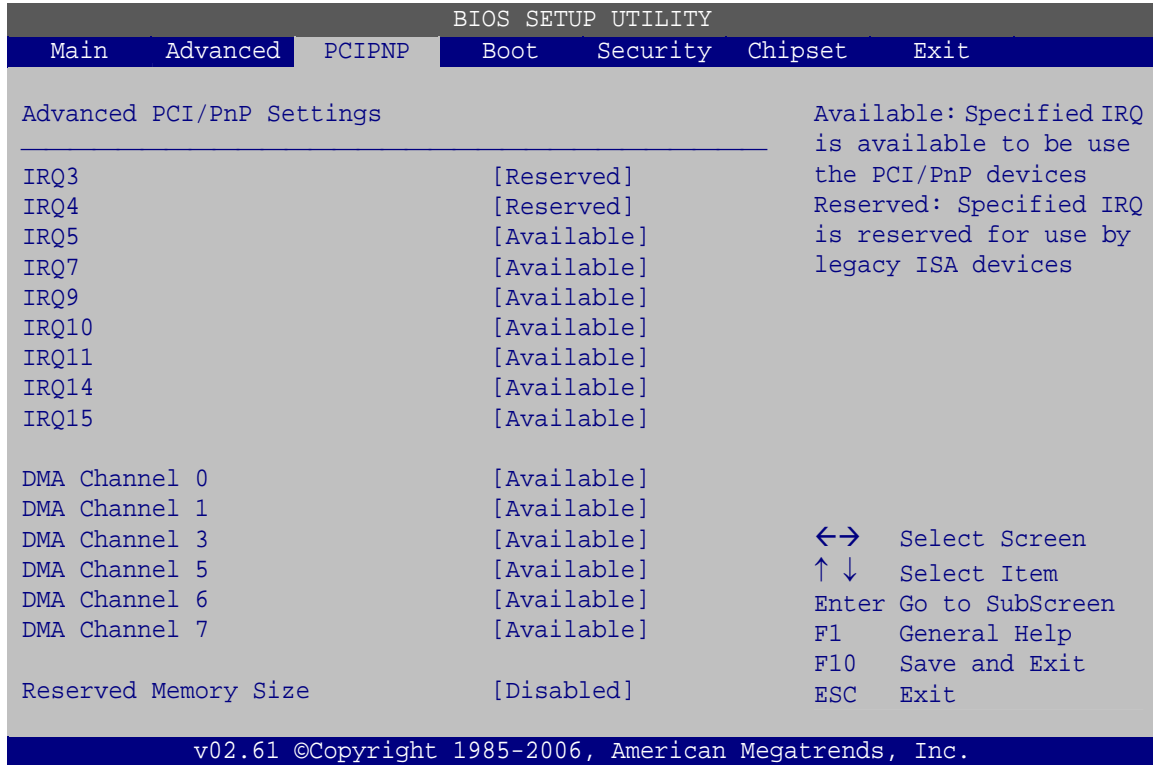 BIOS SETUP UTILITY
Main Advanced PCIPNP Boot Security Chipset Exit
Advanced PCI/PnP Settings
IRQ3 [Reserved]
IRQ4 [Reserved]
IRQ5 [Available]
IRQ7 [Available]
IRQ9 [Available]
IRQ10 [Available]
IRQ11 [Available]
IRQ14 [Available]
IRQ15 [Available]
DMA Channel 0 [Available]
DMA Channel 1 [Available]
DMA Channel 3 [Available]
DMA Channel 5 [Available]
DMA Channel 6 [Available]
DMA Channel 7 [Available]
Reserved Memory Size [Disabled]
Available: Specified IRQ
is available to be use
the PCI/PnP devices
Reserved: Specified IRQ
is reserved for use by
legacy ISA devices
←→ Select Screen
↑ ↓ Select Item
Enter Go to SubScreen
F1 General Help
F10 Save and Exit
ESC Exit
v02.61 ©Copyright 1985-2006, American Megatrends, Inc.